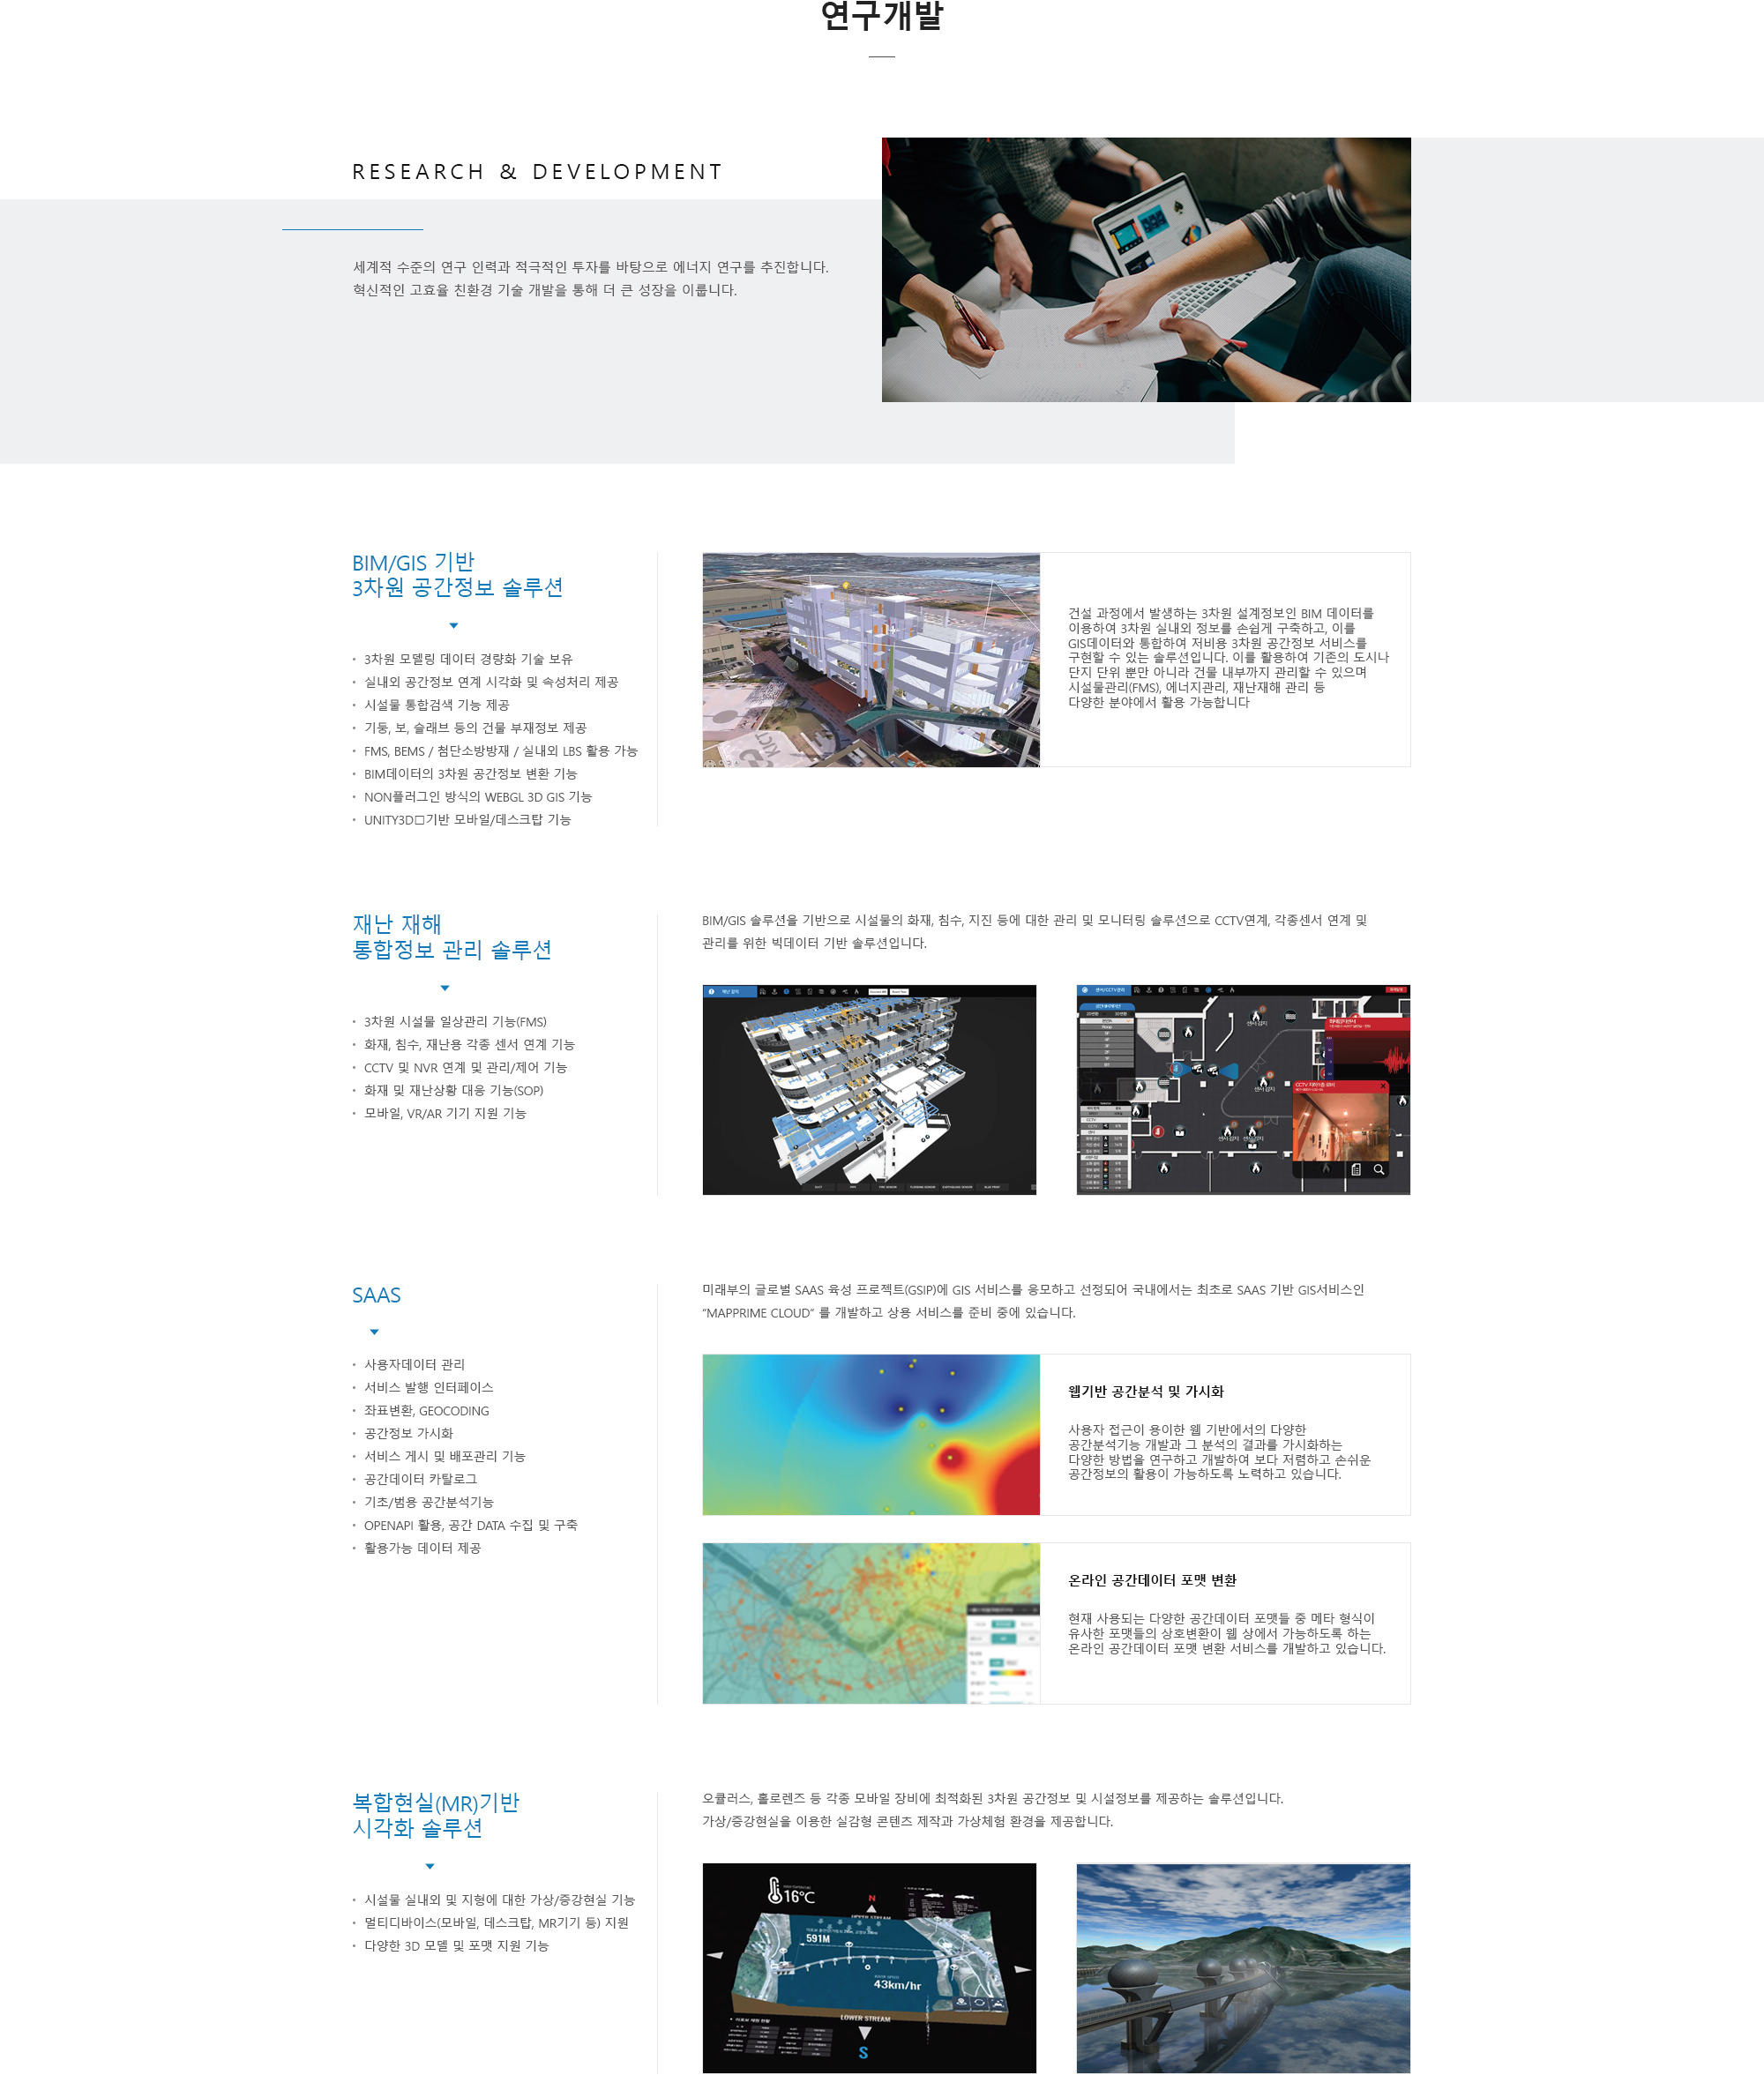 연구개발
RESEARCH & DEVELOPMENT
세계적 수준의 연구 인력과 적극적인 투자를 바탕으로 에너지 연구를 추진합니다.
혁신적인 고효율 친환경 기술 개발을 통해 더 큰 성장을 이룹니다.
BIM/GIS 기반
3차원 공간정보 솔루션
3차원 모델링 데이터 경량화 기술 보유
실내외 공간정보 연계 시각화 및 속성처리 제공
시설물 통합검색 기능 제공
기둥, 보, 슬래브 등의 건물 부재정보 제공
FMS, BEMS / 첨단소방방재 / 실내외 LBS 활용 가능
BIM데이터의 3차원 공간정보 변환 기능
NON플러그인 방식의 WEBGL 3D GIS 기능
UNITY3D□기반 모바일/데스크탑 기능
KICT
건설 과정에서 발생하는 3차원 설계정보인 BIM 데이터를
이용하여 3차원 실내외 정보를 손쉽게 구축하고, 이를
GIS데이터와 통합하여 저비용 3차원 공간정보 서비스를
구현할 수 있는 솔루션입니다. 이를 활용하여 기존의 도시나
단지 단위 뿐만 아니라 건물 내부까지 관리할 수 있으며
시설물관리(FMS), 에너지관리, 재난재해 관리 등
다양한 분야에서 활용 가능합니다
재난 재해
통합정보 관리 솔루션
3차원 시설물 일상관리 기능(FMS)
화재, 침수, 재난용 각종 센서 연계 기능
CCTV 및 NVR 연계 및 관리/제어 기능
화재 및 재난상황 대응 기능(SOP)
모바일, VR/AR 기기 지원 기능
BIM/GIS 솔루션을 기반으로 시설물의 화재, 침수, 지진 등에 대한 관리 및 모니터링 솔루션으로 CCTV연계, 각종센서 연계 및
관리를 위한 빅데이터 기반 솔루션입니다.
센서 감지
센서 감지
센서 감지 센서 감지
SAAS
사용자데이터 관리
서비스 발행 인터페이스
좌표변환, GEOCODING
공간정보 가시화
서비스 게시 및 배포관리 기능
공간데이터 카탈로그
기초/범용 공간분석기능
OPENAPI 활용, 공간 DATA 수집 및 구축
활용가능 데이터 제공
미래부의 글로벌 SAAS 육성 프로젝트(GSIP)에 GIS 서비스를 응모하고 선정되어 국내에서는 최초로 SAAS 기반 GIS서비스인
“MAPPRIME CLOUD” 를 개발하고 상용 서비스를 준비 중에 있습니다.
웹기반 공간분석 및 가시화
사용자 접근이 용이한 웹 기반에서의 다양한
공간분석기능 개발과 그 분석의 결과를 가시화하는
다양한 방법을 연구하고 개발하여 보다 저렴하고 손쉬운
공간정보의 활용이 가능하도록 노력하고 있습니다.
온라인 공간데이터 포맷 변환
현재 사용되는 다양한 공간데이터 포맷들 중 메타 형식이
유사한 포맷들의 상호변환이 웹 상에서 가능하도록 하는
온라인 공간데이터 포맷 변환 서비스를 개발하고 있습니다.
복합현실(MR)기반
시각화 솔루션
시설물 실내외 및 지형에 대한 가상/증강현실 기능
멀티디바이스(모바일, 데스크탑, MR기기 등) 지원
다양한 3D 모델 및 포맷 지원 기능
오큘러스, 홀로렌즈 등 각종 모바일 장비에 최적화된 3차원 공간정보 및 시설정보를 제공하는 솔루션입니다.
가상/증강현실을 이용한 실감형 콘텐츠 제작과 가상체험 환경을 제공합니다.
16°C
N
UPPER STREAM
591M
43km/hr
LOWER STREAM
S